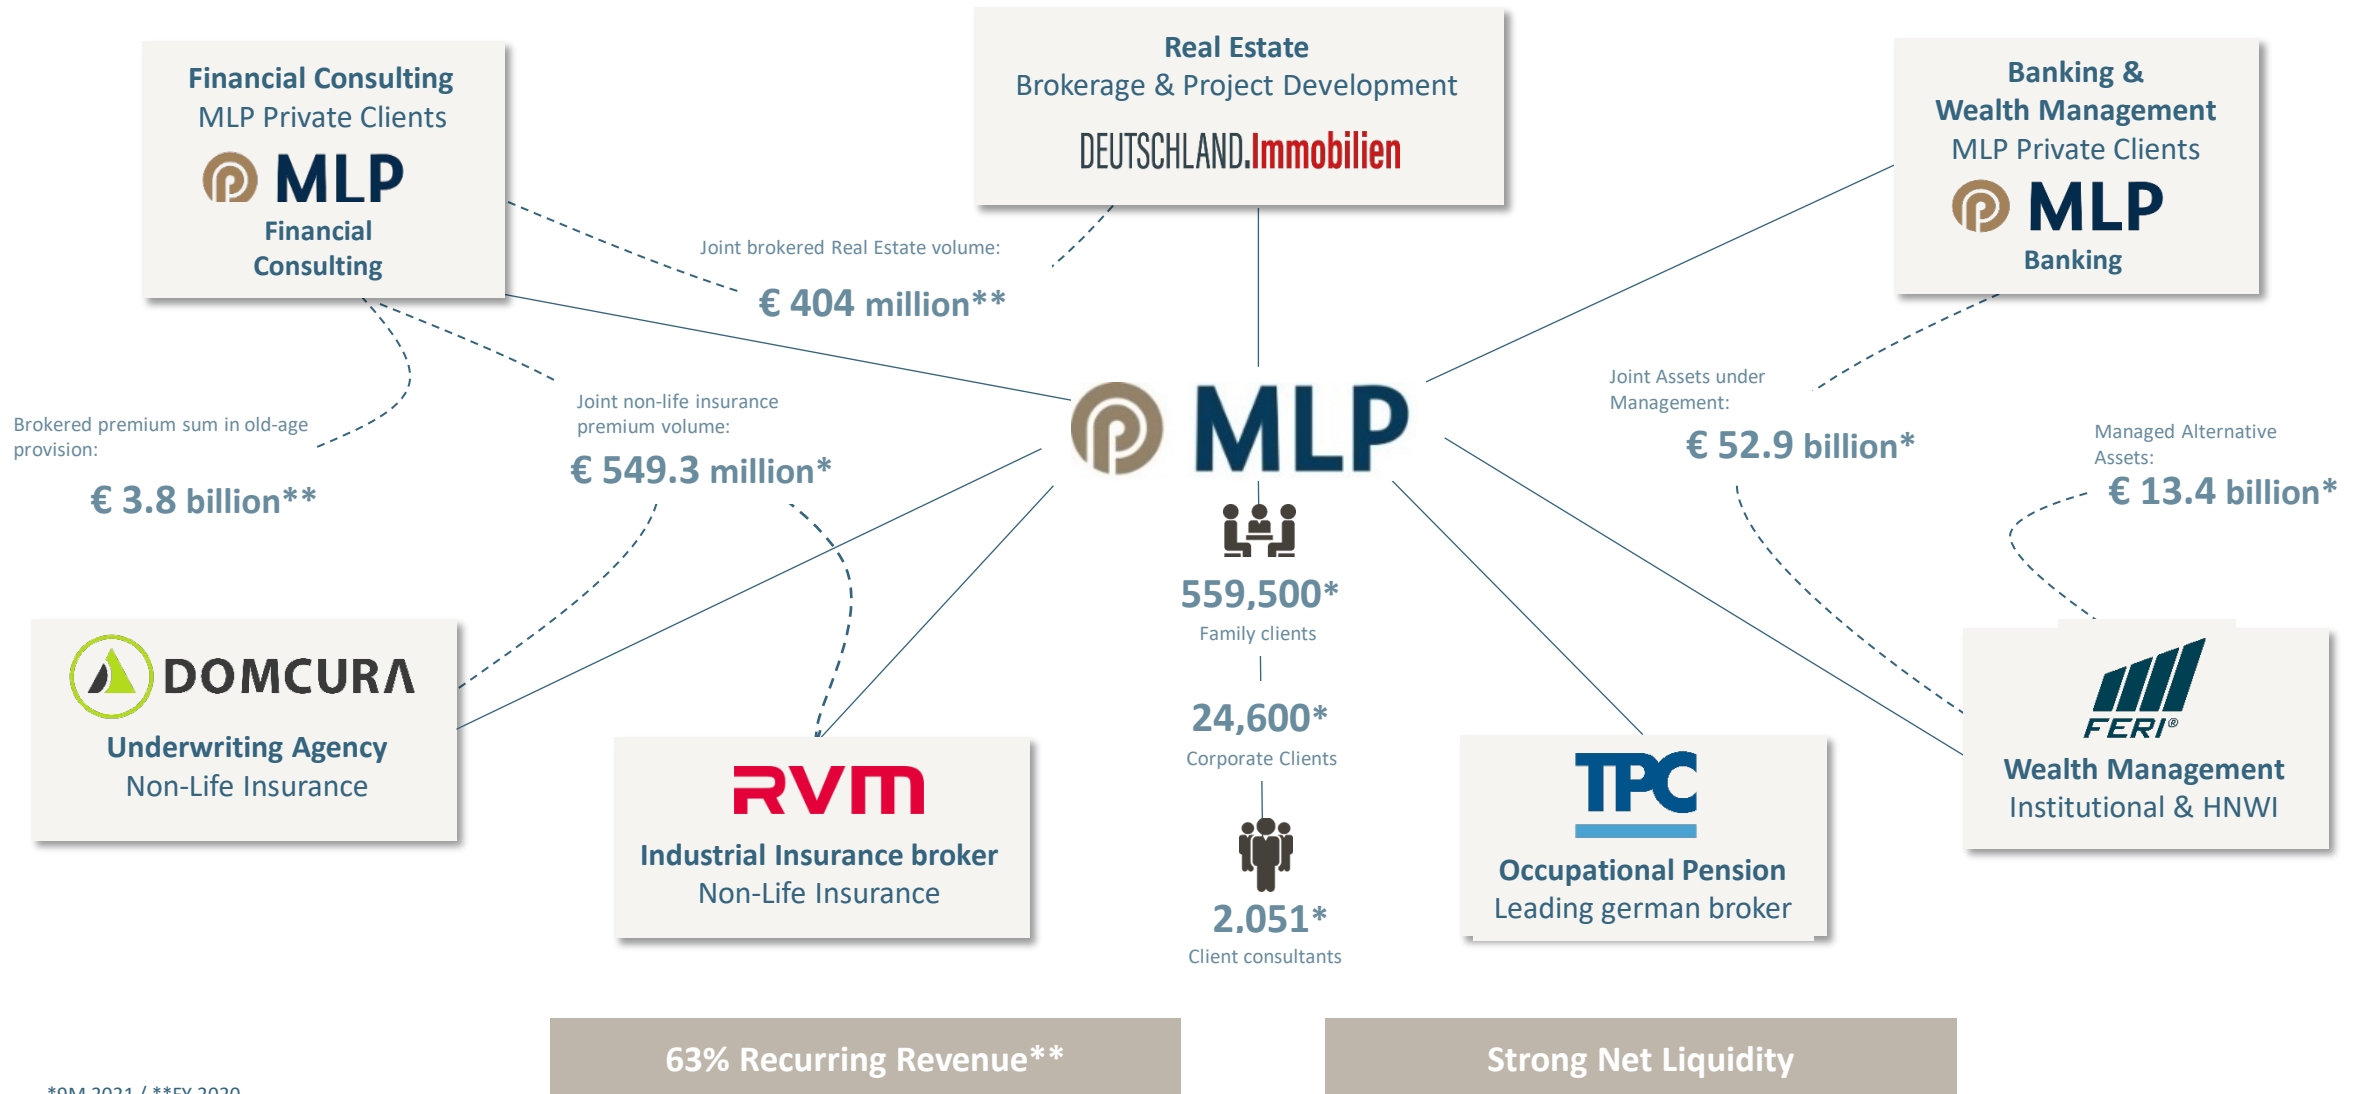 Financial Consulting
MLP Private Clients
MLP
Financial
Consulting
Real Estate
Brokerage & Project Development
DEUTSCHLAND.Immobilien
Banking &
Wealth Management
MLP Private Clients
MLP
Banking
Joint brokered Real Estate volume:
€ 404 million**
Brokered premium sum in old-age
provision:
€ 3.8 billion**
Joint non-life insurance
premium volume:
€ 549.3 million*
MLP
Joint Assets under
Management:
€ 52.9 billion*
Managed Alternative
Assets:
€ 13.4 billion*
559,500*
Family clients
24,600*
Corporate Clients
2,051*
Client consultants
DOMCURA
Underwriting Agency
Non-Life Insurance
RVM
Industrial Insurance broker
Non-Life Insurance
TPC
Occupational Pension
Leading german broker
FERI®
Wealth Management
Institutional & HNWI
63% Recurring Revenue**
Strong Net Liquidity
*9M 2021 / **FY 2020